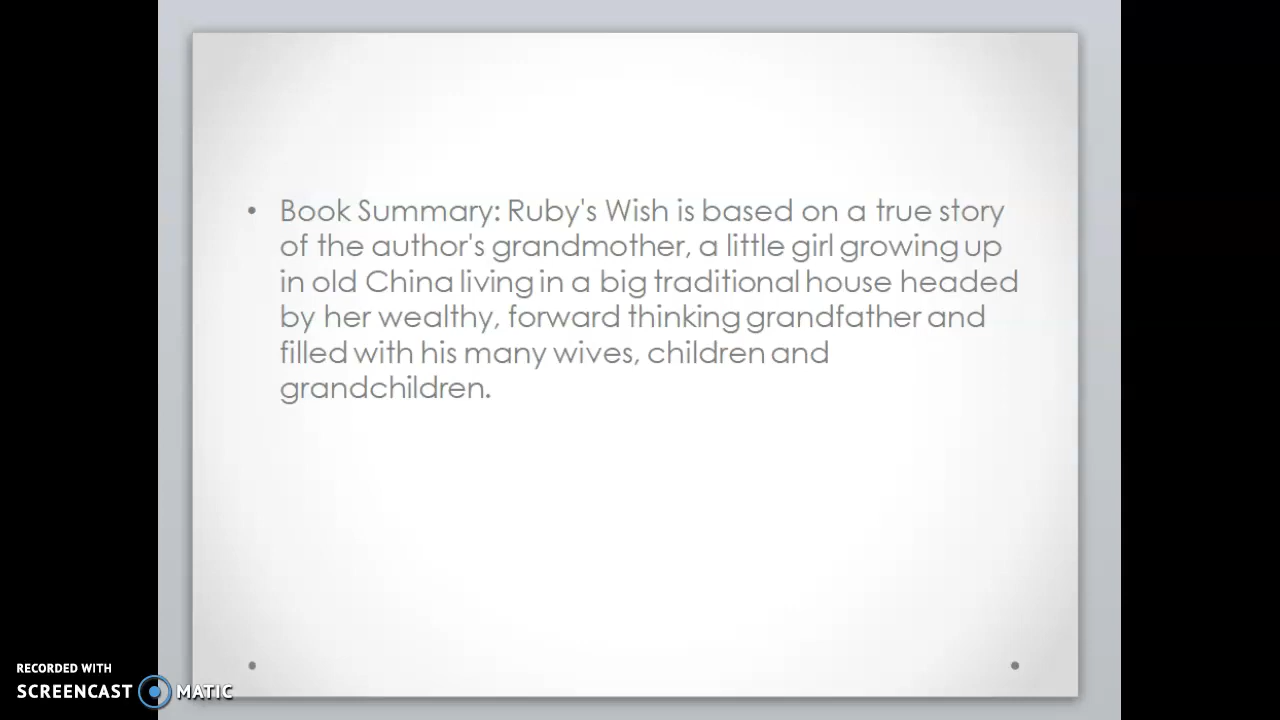 • Book Summary: Ruby's Wish is based on a true story
of the author's grandmother, a little girl growing up
in old China living in a big traditional house headed
by her wealthy, forward thinking grandfather and
filled with his many wives, children and
grandchildren.
RECORDED WITH
SCREENCAST MATIC